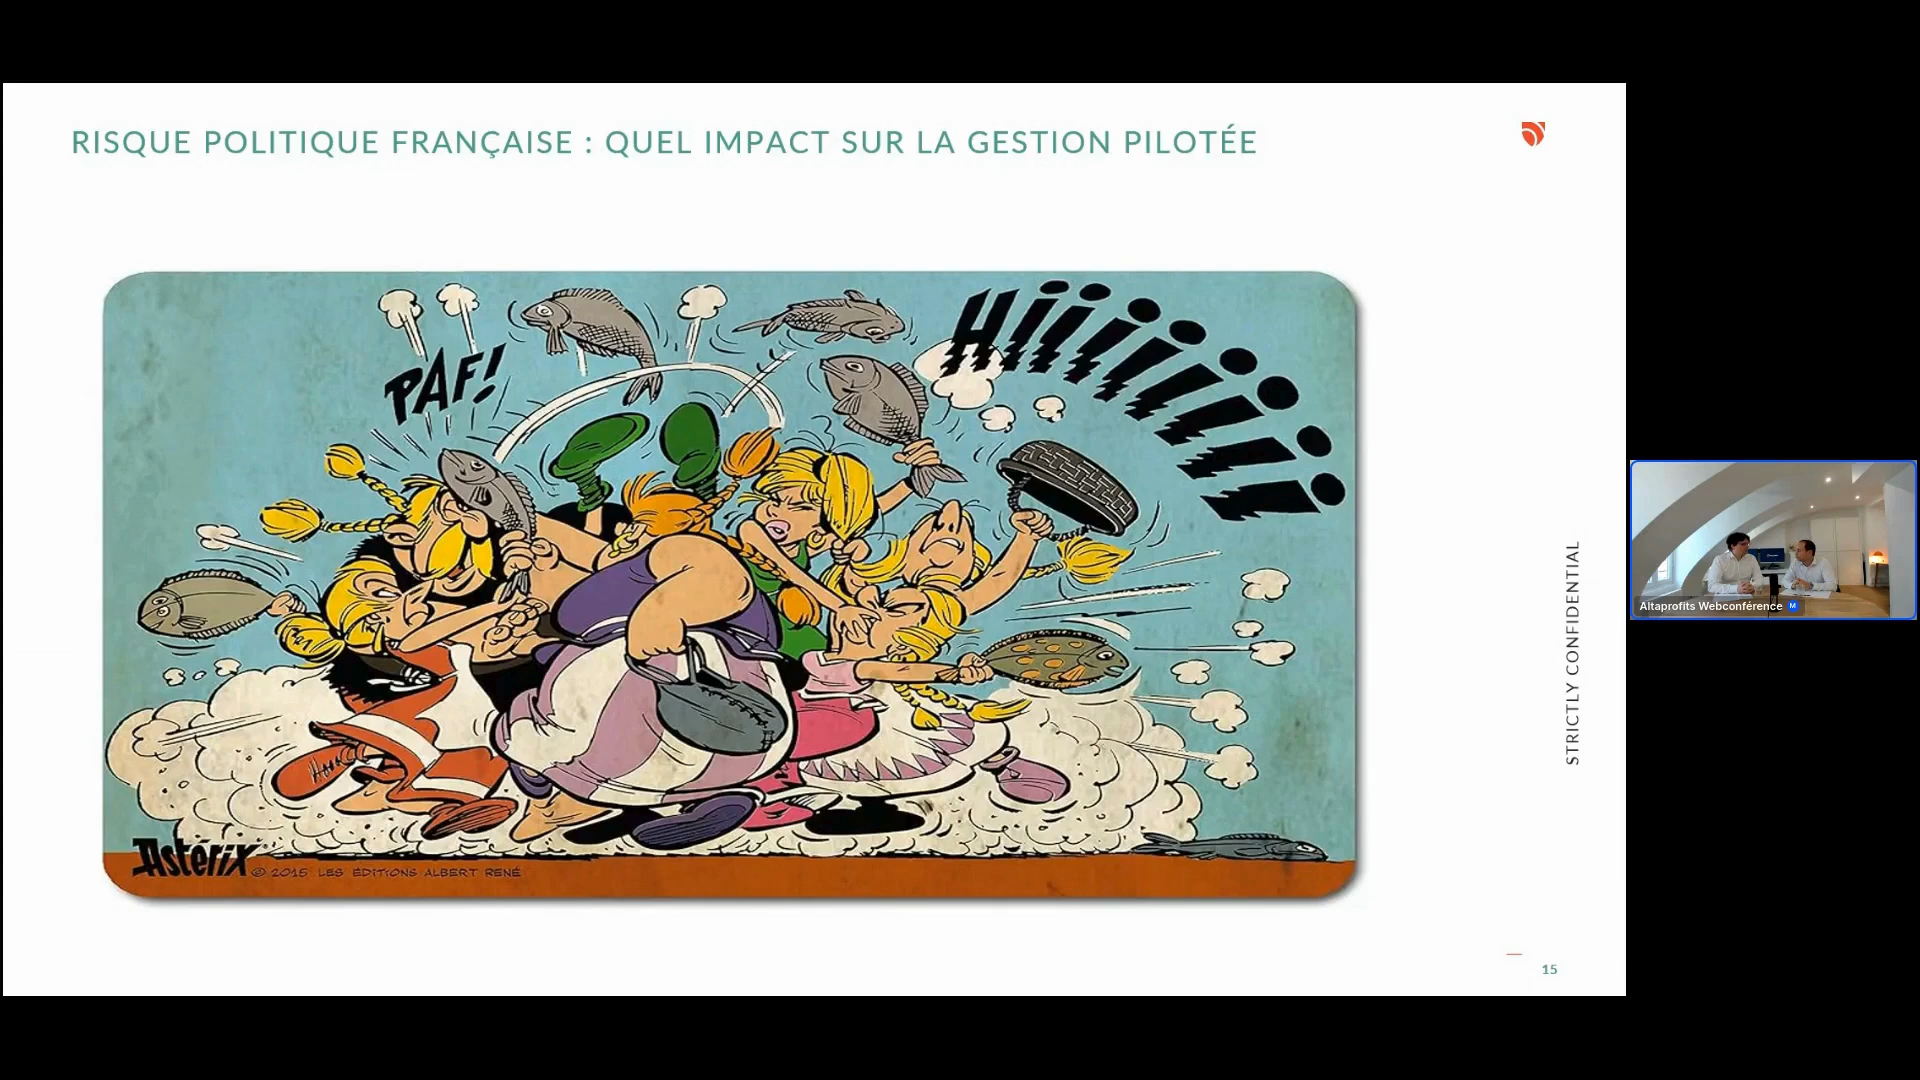 RISQUE POLITIQUE FRANÇAISE : QUEL IMPACT SUR LA GESTION PILOTÉE
PAF!
Hiiiiiiii
Astérix © 2015 LES ÉDITIONS ALBERT RENÉ
STRICTLY CONFIDENTIAL
15
Altaprofits Webconférence M